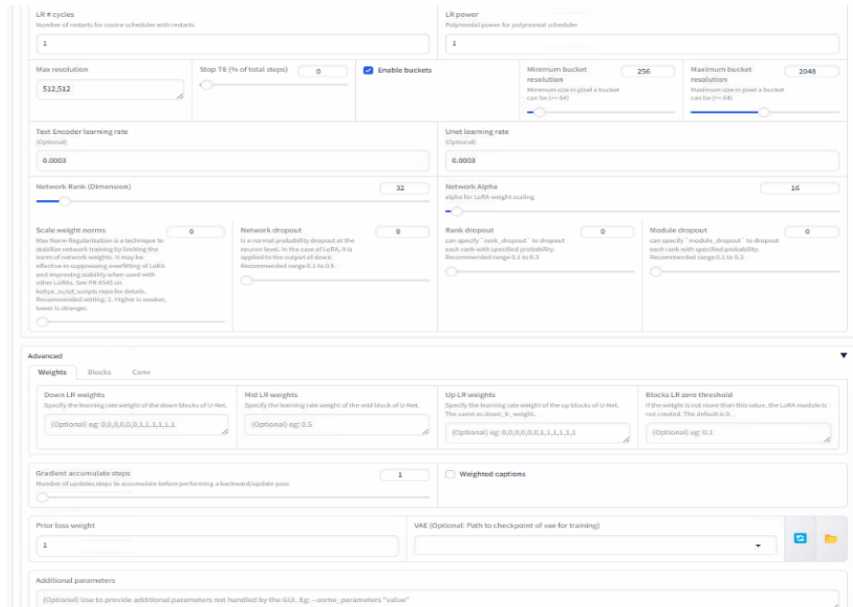 LR # cycles
Number of restarts for cosine scheduler with restarts
1
LR power
Polynomial power for polynomial scheduler
1
Max resolution
512,512
Stop TE (% of total steps)
0
Enable buckets
Minimum bucket
resolution
256
Minimum size in pixel a bucket
can be (>= 64)
Maximum bucket
resolution
2048
Maximum size in pixel a bucket
can be (>= 64)
Text Encoder learning rate
(Optional)
0.0003
Unet learning rate
(Optional)
0.0003
Network Rank (Dimension)
32
Network Alpha
alpha for LoRA weight scaling
16
Scale weight norms
0
Max Norm Regularization is a technique to
stabilize network training by limiting the
norm of network weights. It may be
effective in suppressing overfitting of LoRA
and improving stability when used with
other LoRAs. See PR #545 on
kohya_ss/sd_scripts repo for details.
Recommended setting: 1. Higher is weaker,
lower is stronger.
Network dropout
0
Is a normal probability dropout at the
neuron level. In the case of LoRA, it is
applied to the output of down.
Recommended range 0.1 to 0.5
Rank dropout
0
can specify `rank_dropout` to dropout
each rank with specified probability.
Recommended range 0.1 to 0.3
Module dropout
0
can specify `module_dropout` to dropout
each rank with specified probability.
Recommended range 0.1 to 0.3
Advanced
Weights
Blocks
Conv
Down LR weights
Specify the learning rate weight of the down blocks of U-Net.
(Optional) eg: 0,0,0,0,0,0,1,1,1,1,1,1
Mid LR weights
Specify the learning rate weight of the mid block of U-Net.
(Optional) eg: 0.5
Up LR weights
Specify the learning rate weight of the up blocks of U-Net.
The same as down_lr_weight.
(Optional) eg: 0,0,0,0,0,0,1,1,1,1,1,1
Blocks LR zero threshold
If the weight is not more than this value, the LoRA module is
not created. The default is 0.
(Optional) eg: 0.1
Gradient accumulate steps
1
Number of updates steps to accumulate before performing a backward/update pass
Weighted captions
Prior loss weight
1
VAE (Optional: Path to checkpoint of vae for training)
Additional parameters
(Optional) Use to provide additional parameters not handled by the GUI. Eg: --some_parameters "value"